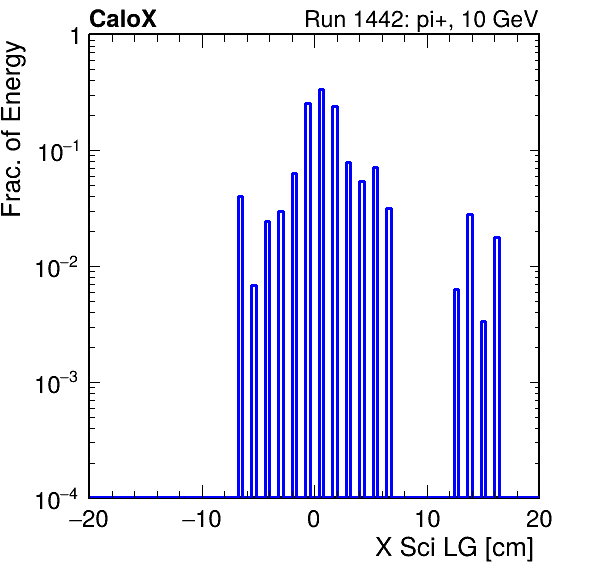 CaloX Run 1442: pi+, 10 GeV
Frac. of Energy
1
10⁻¹
10⁻²
10⁻³
10⁻⁴
−20 −10 0 10 20
X Sci LG [cm]